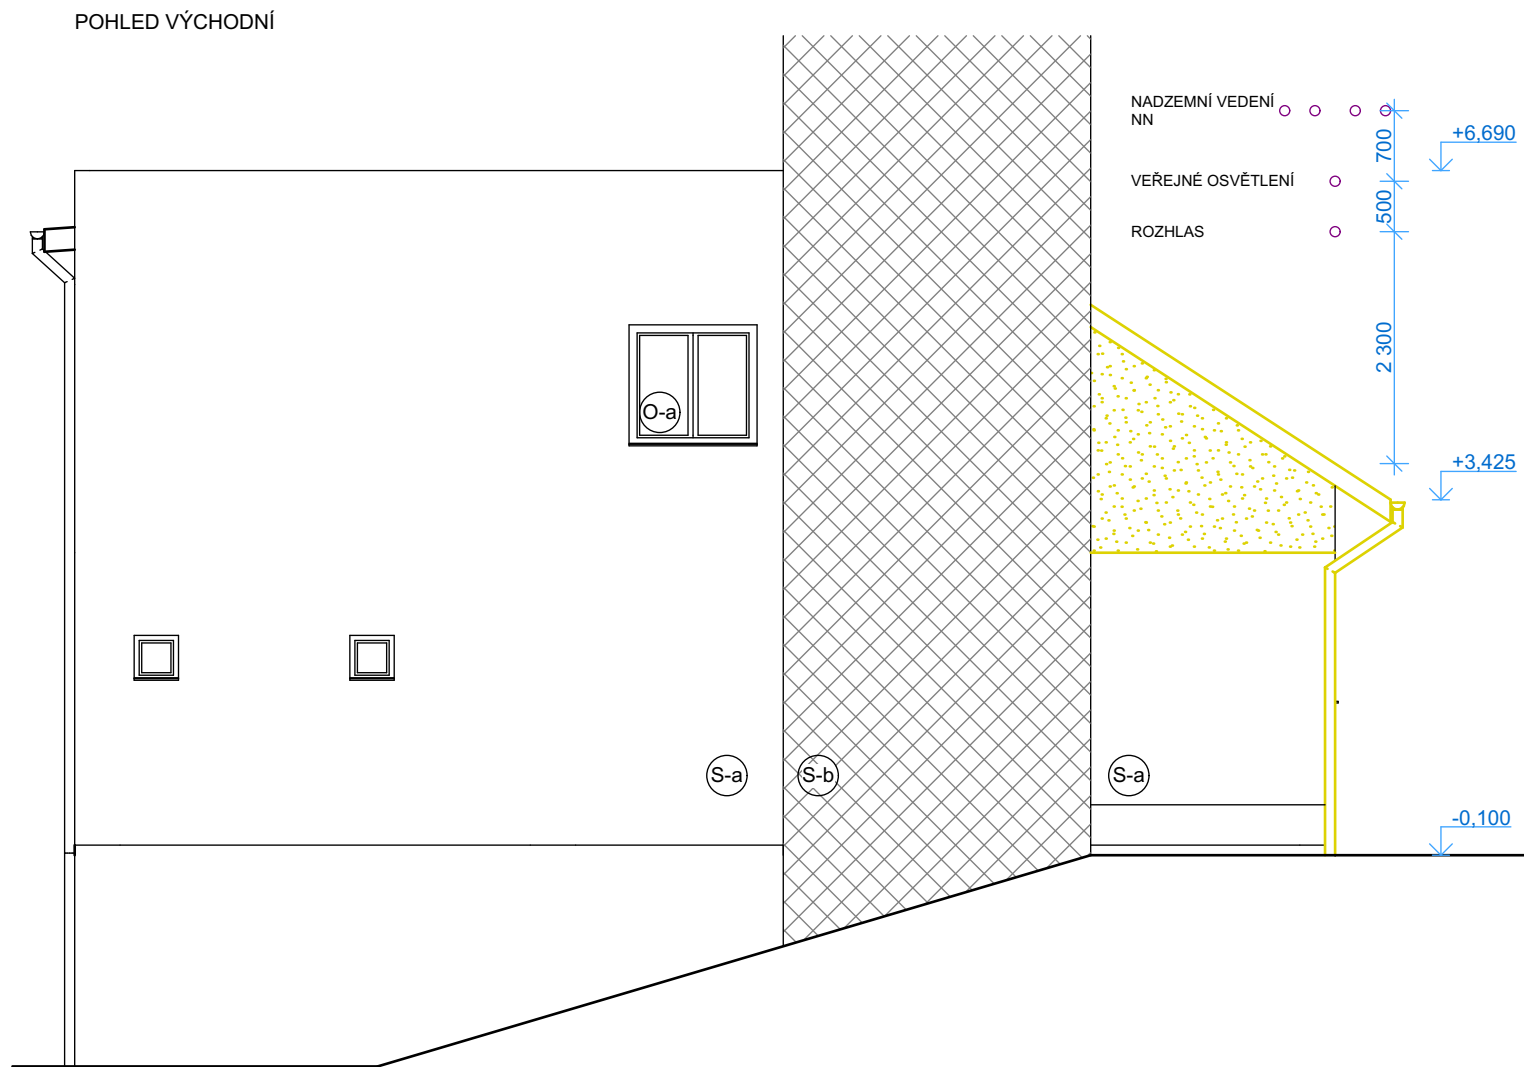 POHLED VÝCHODNÍ
NADZEMNÍ VEDENÍ
NN
700
+6,690
VEŘEJNÉ OSVĚTLENÍ
500
ROZHLAS
2 300
O-a
+3,425
S-a
S-b
S-a
-0,100